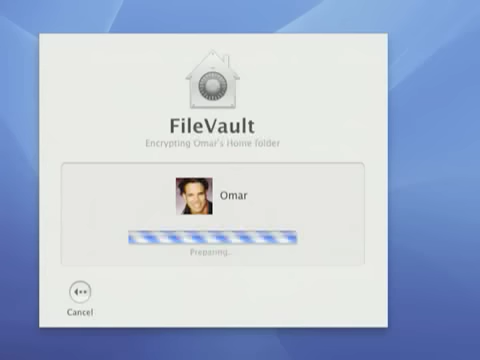 FileVault
Encrypting Omar's Home folder
Omar
Preparing...
Cancel